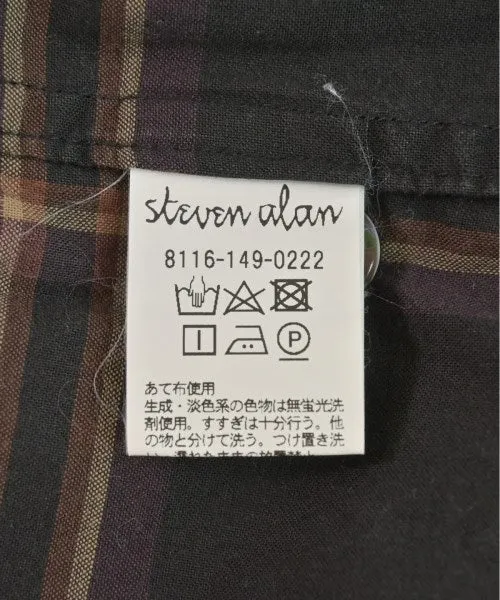 steven alan
8116-149-0222
P
あて布使用
生成・淡色系の色物は無蛍光洗
剤使用。すすぎは十分行う。他
の物と分けて洗う。つけ置き洗